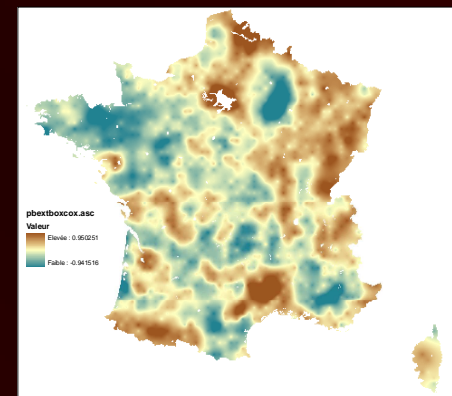 pbextboxcox.asc
Valeur
Elevée : 0.950251
Faible : -0.941516